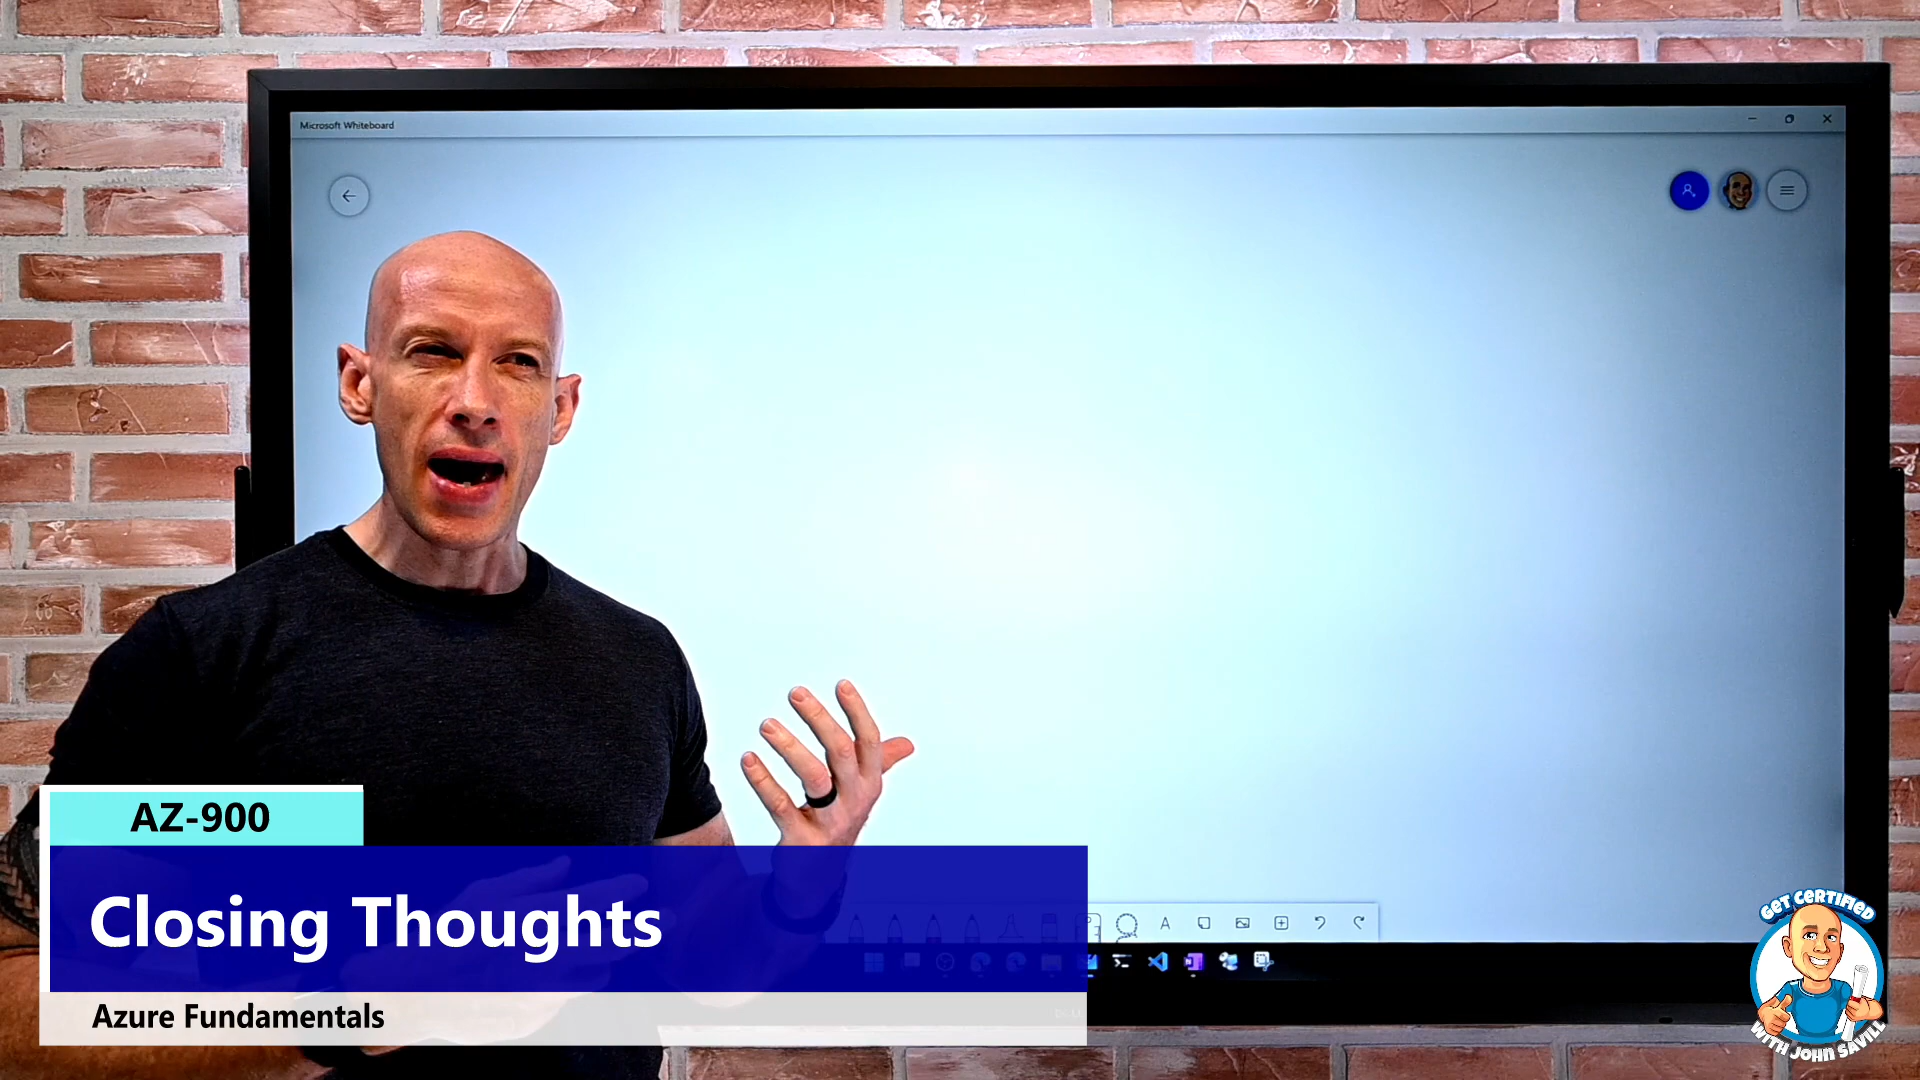 Microsoft Whiteboard
AZ-900
Closing Thoughts
Azure Fundamentals
GET CERTIFIED
WITH JOHN SAVILL